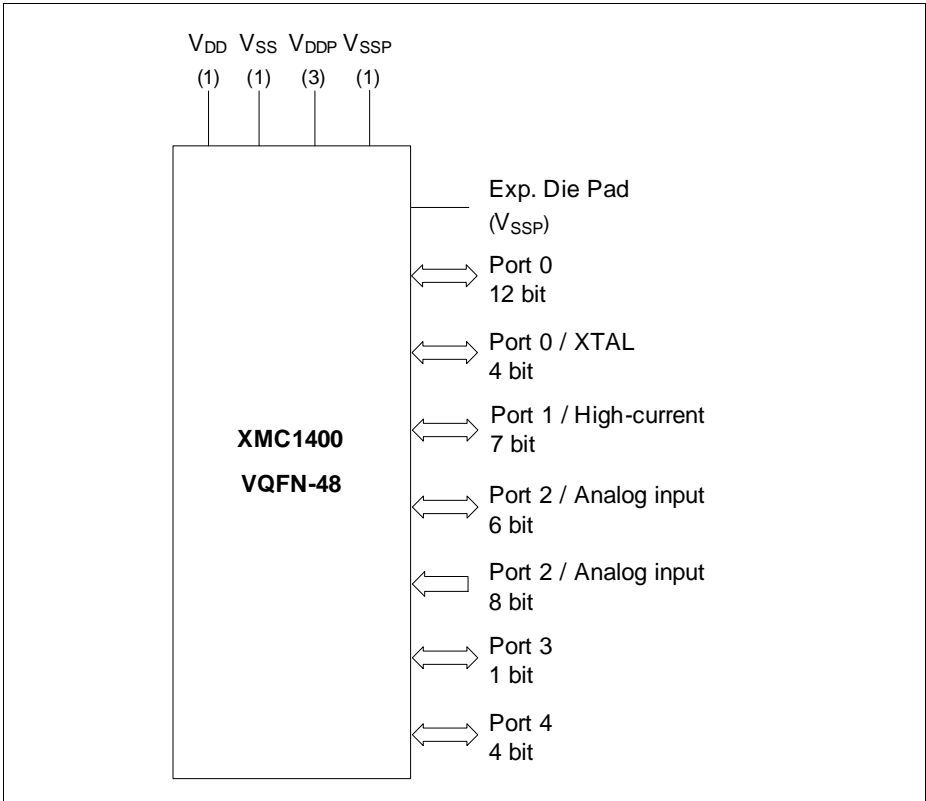 VDD VSS VDDP VSSP
(1) (1) (3) (1)
Exp. Die Pad
(VSSP)
Port 0
12 bit
Port 0 / XTAL
4 bit
Port 1 / High-current
7 bit
XMC1400
VQFN-48
Port 2 / Analog input
6 bit
Port 2 / Analog input
8 bit
Port 3
1 bit
Port 4
4 bit